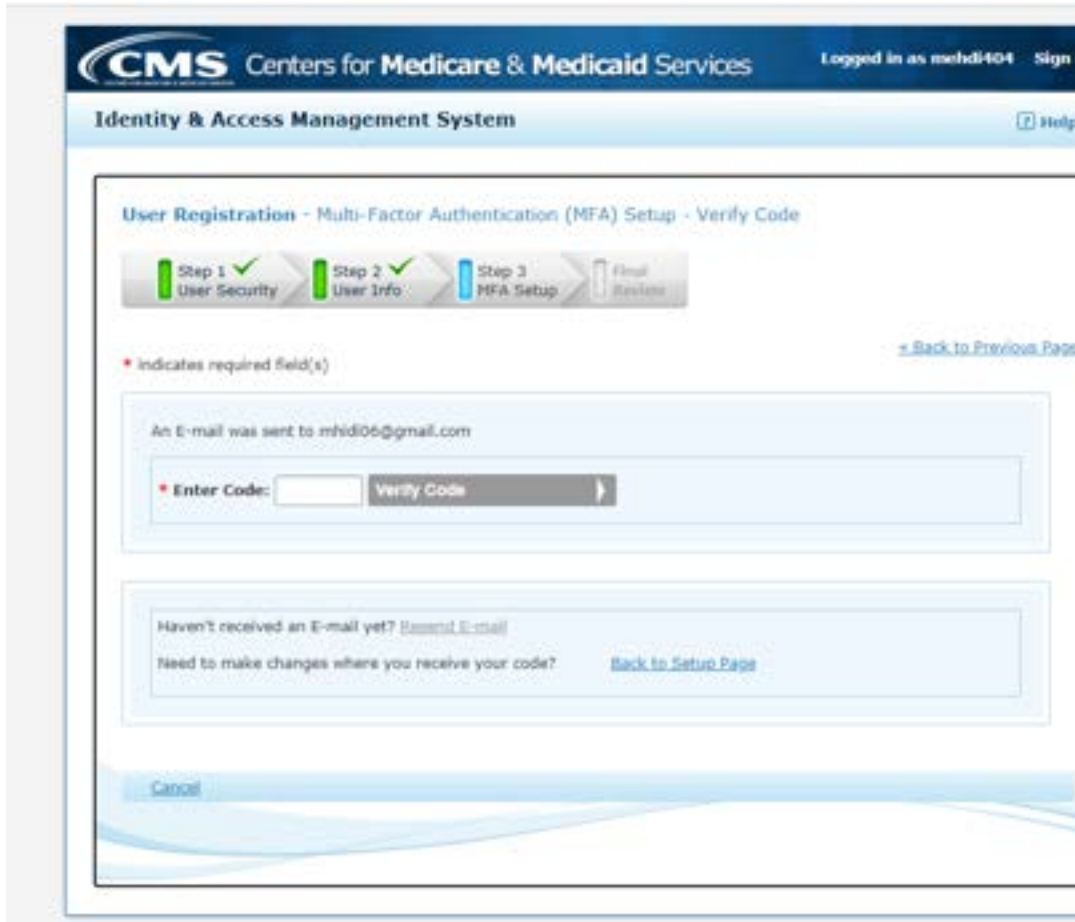 CMS Centers for Medicare & Medicaid Services Logged in as mehdi404 Sign
Identity & Access Management System ? Help
User Registration - Multi-Factor Authentication (MFA) Setup - Verify Code
Step 1 Step 2 Step 3 Final
User Security User Info MFA Setup Review
« Back to Previous Page
* indicates required field(s)
An E-mail was sent to mhidi06@gmail.com
* Enter Code: Verify Code
Haven't received an E-mail yet? Resend E-mail
Need to make changes where you receive your code? Back to Setup Page
Cancel